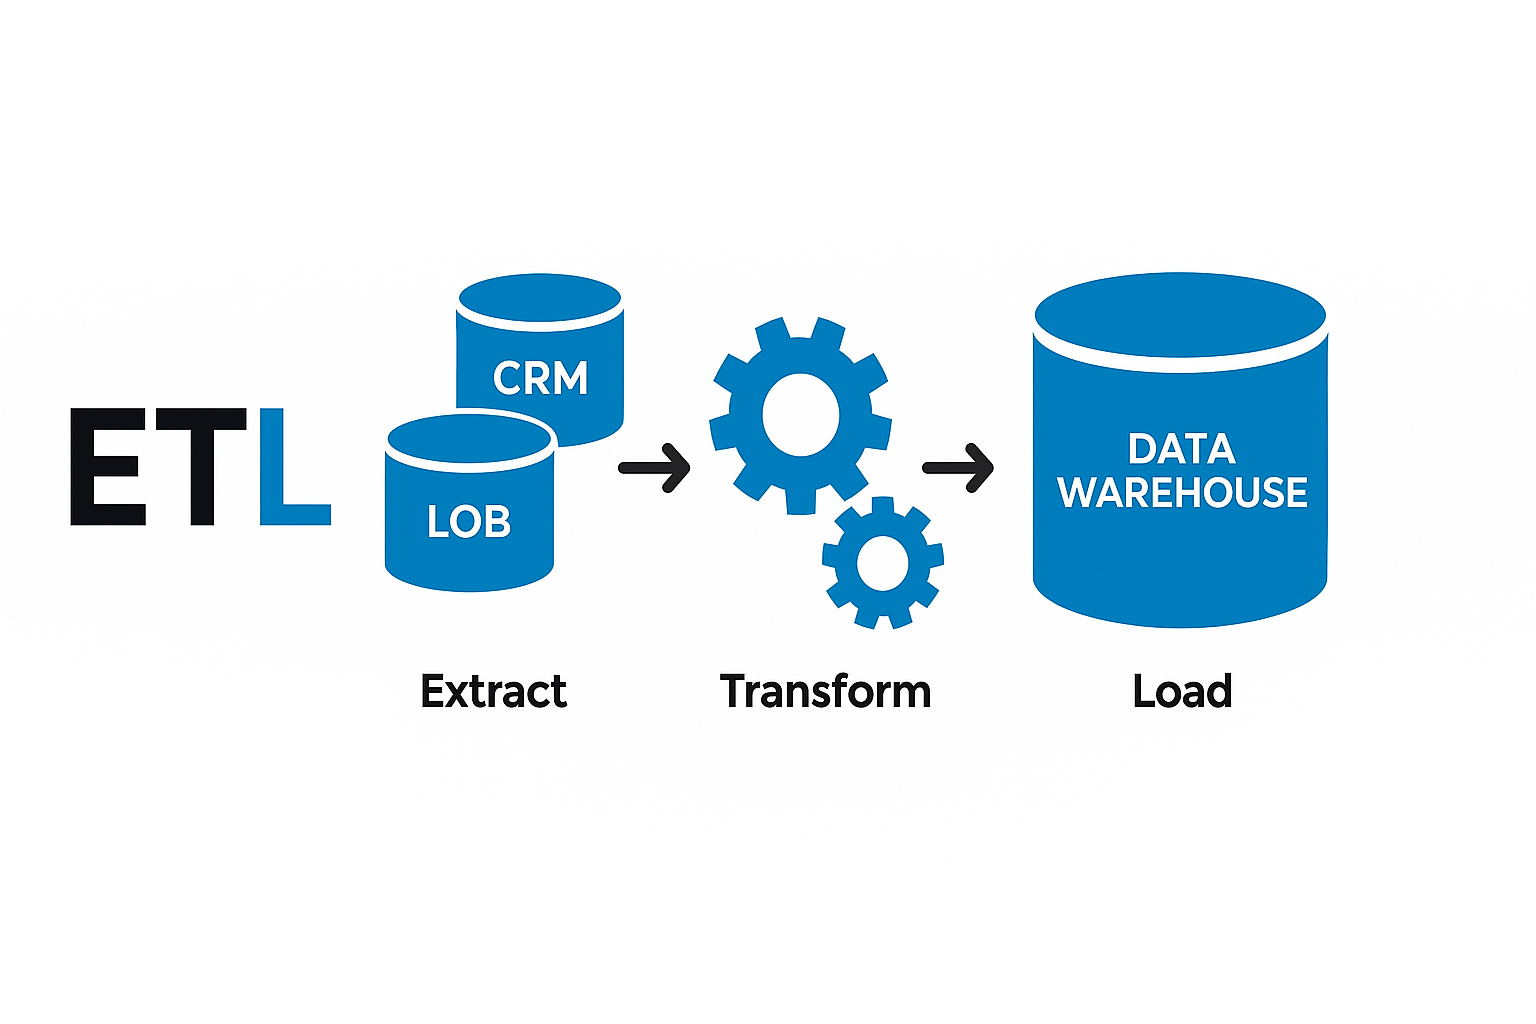 ETL
CRM
LOB
DATA
WAREHOUSE
Extract
Transform
Load